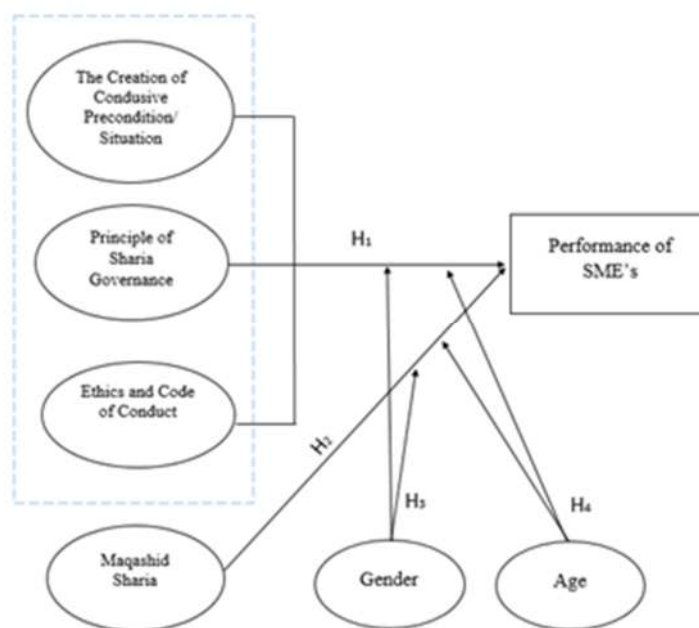 The Creation of
Condusive
Precondition/
Situation
Principle of
Sharia
Governance
Ethics and Code
of Conduct
Maqashid
Sharia
H₁
H₂
H₃
H₄
Gender
Age
Performance of
SME's